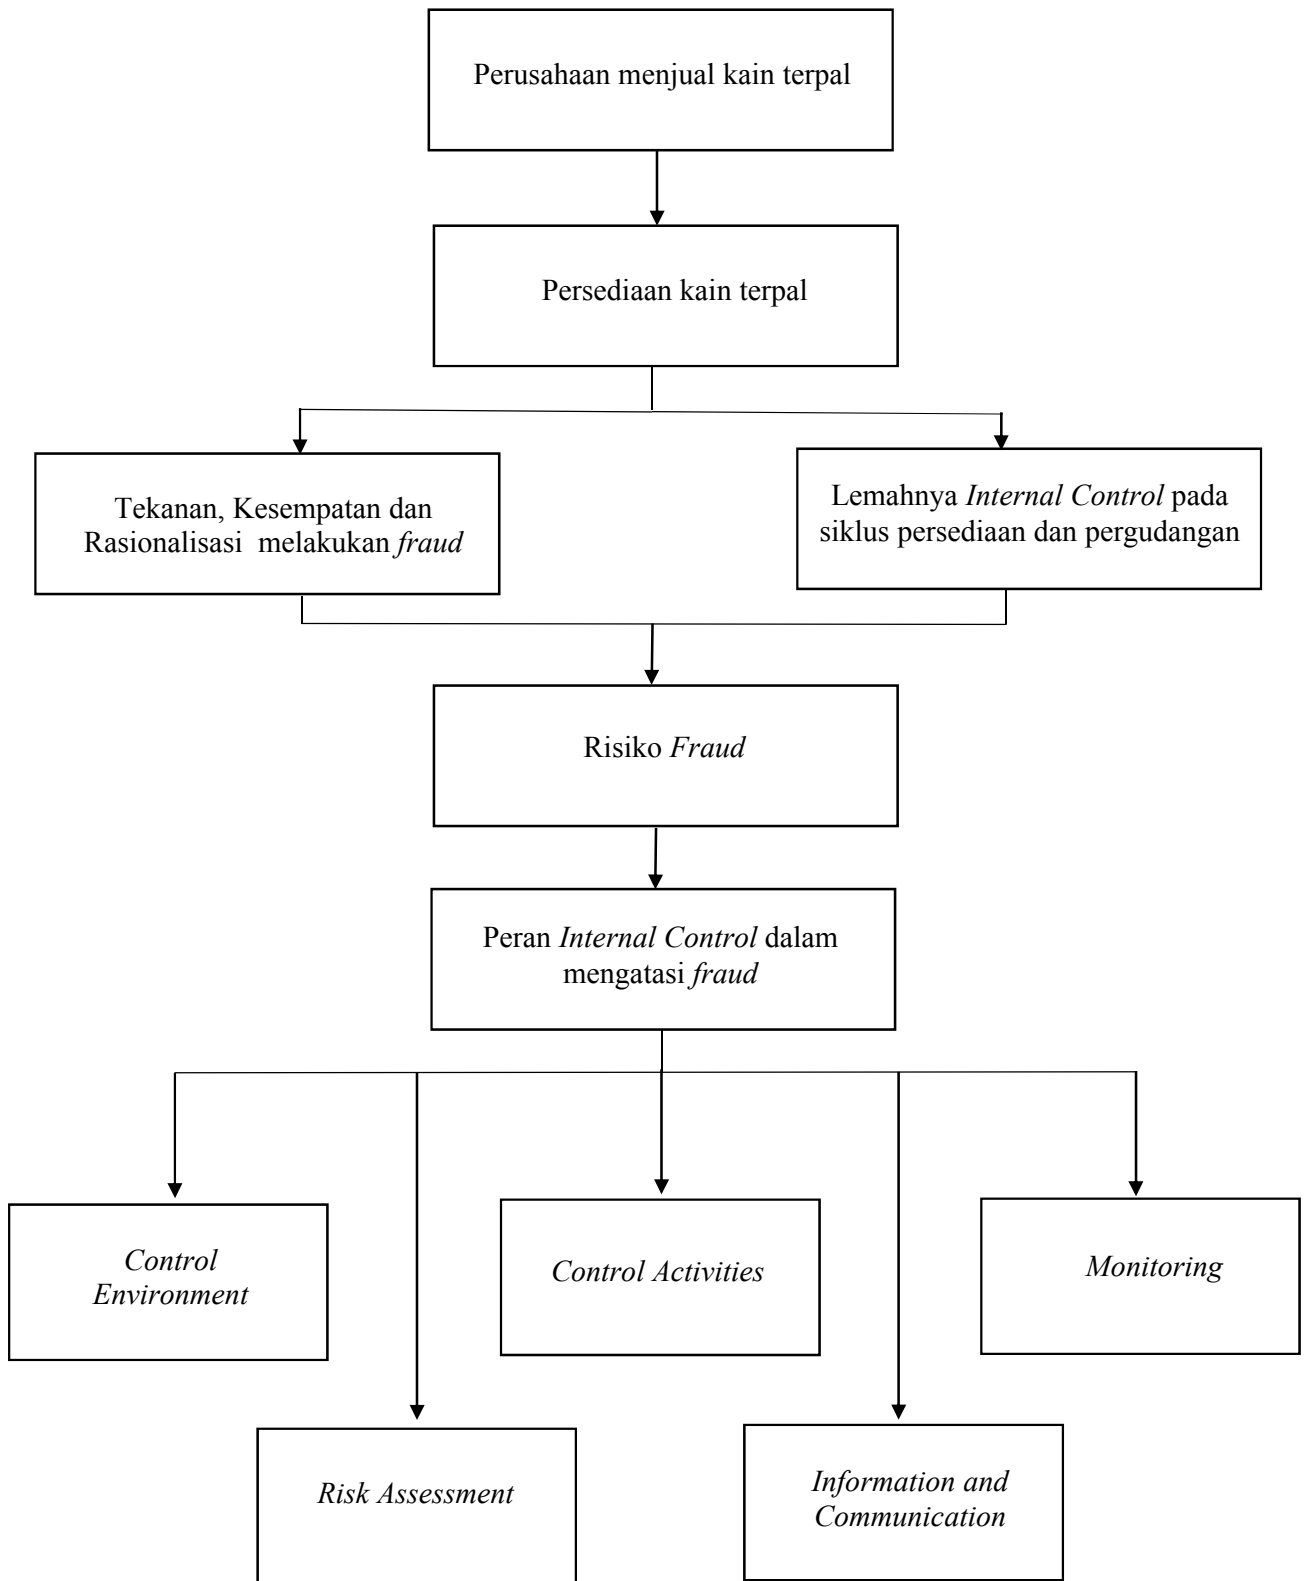 Perusahaan menjual kain terpal
Persediaan kain terpal
Tekanan, Kesempatan dan
Rasionalisasi melakukan fraud
Lemahnya Internal Control pada
siklus persediaan dan pergudangan
Risiko Fraud
Peran Internal Control dalam
mengatasi fraud
Control
Environment
Control Activities
Monitoring
Risk Assessment
Information and
Communication